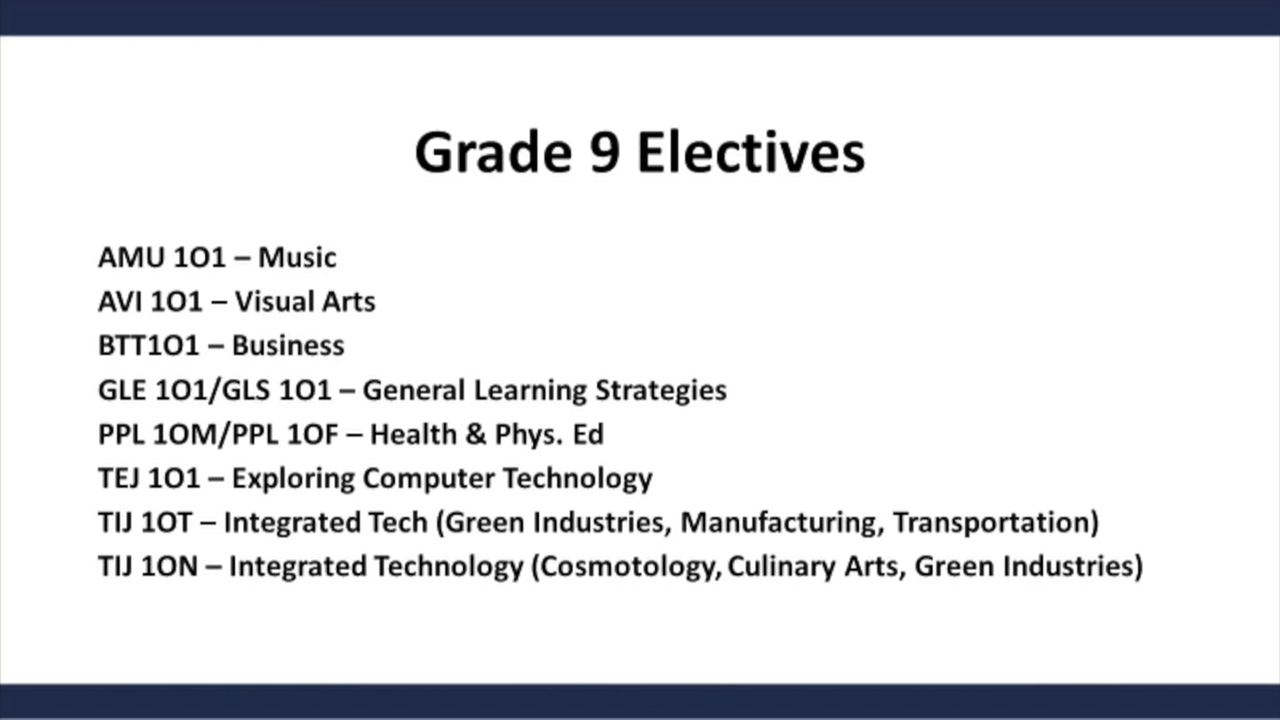 Grade 9 Electives
AMU 1O1 – Music
AVI 1O1 – Visual Arts
BTT1O1 – Business
GLE 1O1/GLS 1O1 – General Learning Strategies
PPL 1OM/PPL 1OF – Health & Phys. Ed
TEJ 1O1 – Exploring Computer Technology
TIJ 1OT – Integrated Tech (Green Industries, Manufacturing, Transportation)
TIJ 1ON – Integrated Technology (Cosmotology, Culinary Arts, Green Industries)